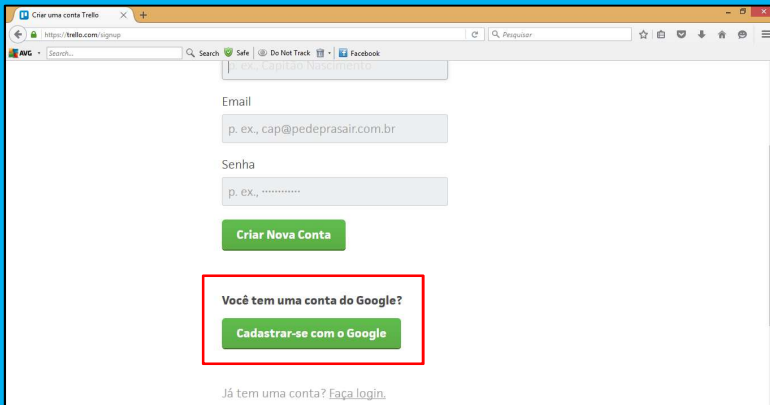 Criar uma conta Trello
https://trello.com/signup
Pesquisar
AVG Search... Search Safe Do Not Track Facebook
p. ex., Capitão Nascimento
Email
p. ex., cap@pedeprasair.com.br
Senha
p. ex., ············
Criar Nova Conta
Você tem uma conta do Google?
Cadastrar-se com o Google
Já tem uma conta? Faça login.